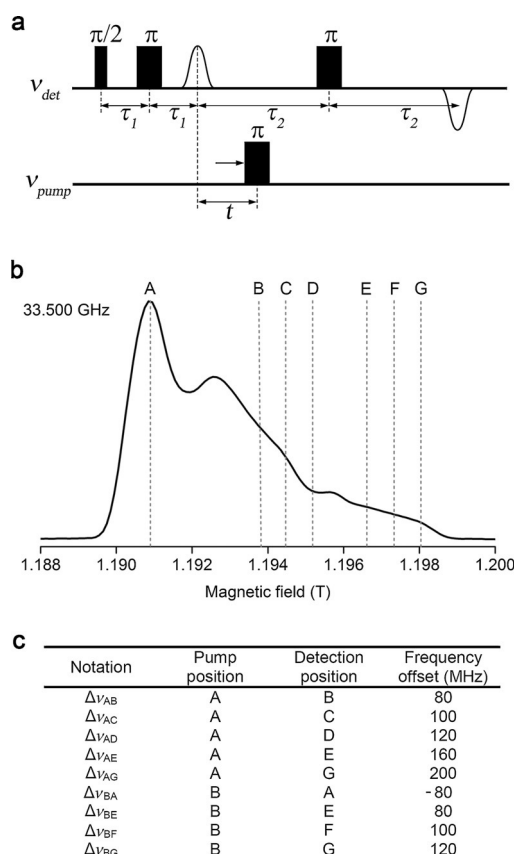 a
π/2 π π
ν_det
τ_1 τ_1 τ_2 τ_2
π
ν_pump
t
b
A B C D E F G
33.500 GHz
1.188 1.190 1.192 1.194 1.196 1.198 1.200
Magnetic field (T)
c
Notation Pump position Detection position Frequency offset (MHz)
Δν_AB A B 80
Δν_AC A C 100
Δν_AD A D 120
Δν_AE A E 160
Δν_AG A G 200
Δν_BA B A -80
Δν_BE B E 80
Δν_BF B F 100
Δν_BG B G 120